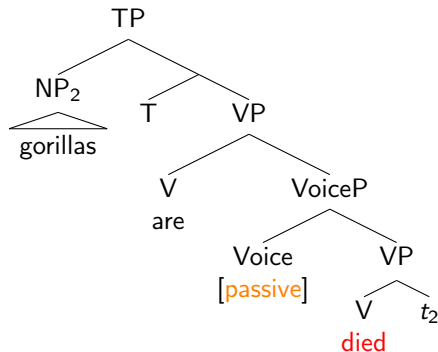 TP
NP₂
gorillas
T
VP
V
are
VoiceP
Voice
[passive]
VP
V
died
t₂